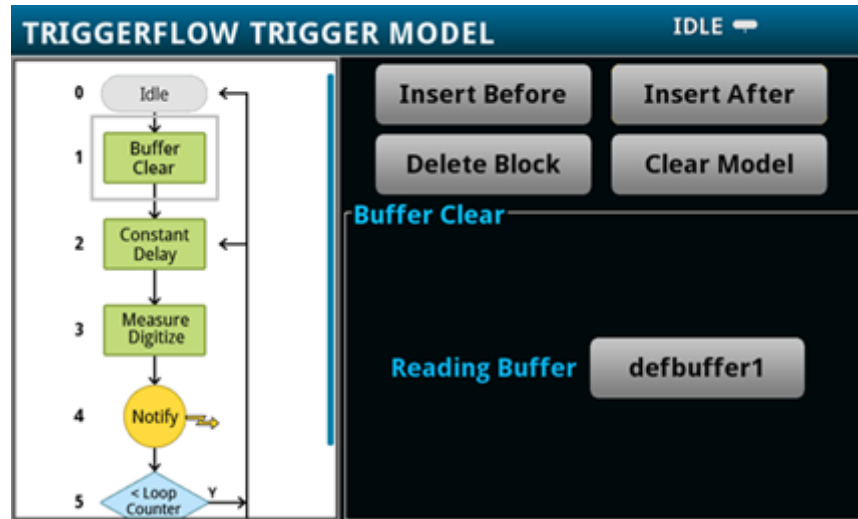 TRIGGERFLOW TRIGGER MODEL
IDLE
0
Idle
1
Buffer
Clear
2
Constant
Delay
3
Measure
Digitize
4
Notify
5
< Loop
Counter
Y
Insert Before
Insert After
Delete Block
Clear Model
Buffer Clear
Reading Buffer
defbuffer1